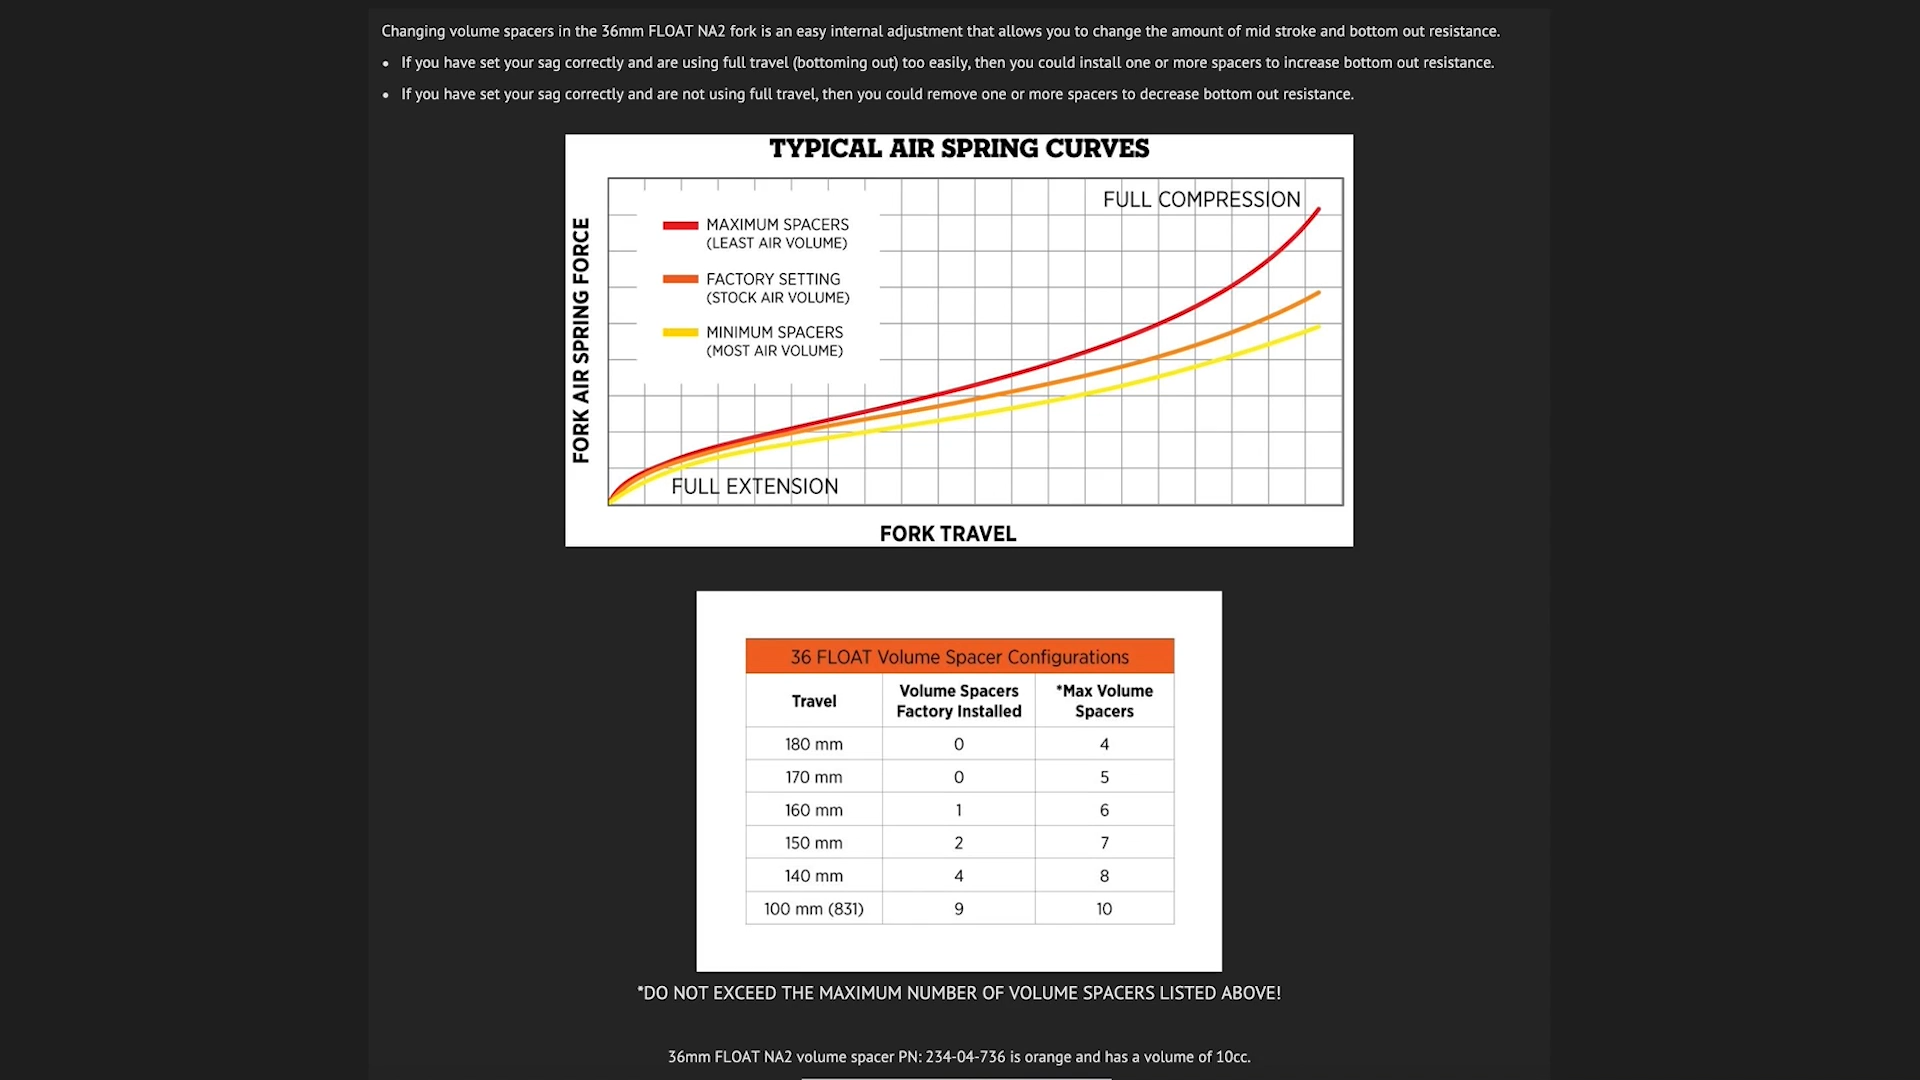 Changing volume spacers in the 36mm FLOAT NA2 fork is an easy internal adjustment that allows you to change the amount of mid stroke and bottom out resistance.
• If you have set your sag correctly and are using full travel (bottoming out) too easily, then you could install one or more spacers to increase bottom out resistance.
• If you have set your sag correctly and are not using full travel, then you could remove one or more spacers to decrease bottom out resistance.
TYPICAL AIR SPRING CURVES
FULL COMPRESSION
MAXIMUM SPACERS
(LEAST AIR VOLUME)
FACTORY SETTING
(STOCK AIR VOLUME)
MINIMUM SPACERS
(MOST AIR VOLUME)
FORK AIR SPRING FORCE
FULL EXTENSION
FORK TRAVEL
36 FLOAT Volume Spacer Configurations
Travel Volume Spacers Factory Installed *Max Volume Spacers
180 mm 0 4
170 mm 0 5
160 mm 1 6
150 mm 2 7
140 mm 4 8
100 mm (831) 9 10
*DO NOT EXCEED THE MAXIMUM NUMBER OF VOLUME SPACERS LISTED ABOVE!
36mm FLOAT NA2 volume spacer PN: 234-04-736 is orange and has a volume of 10cc.